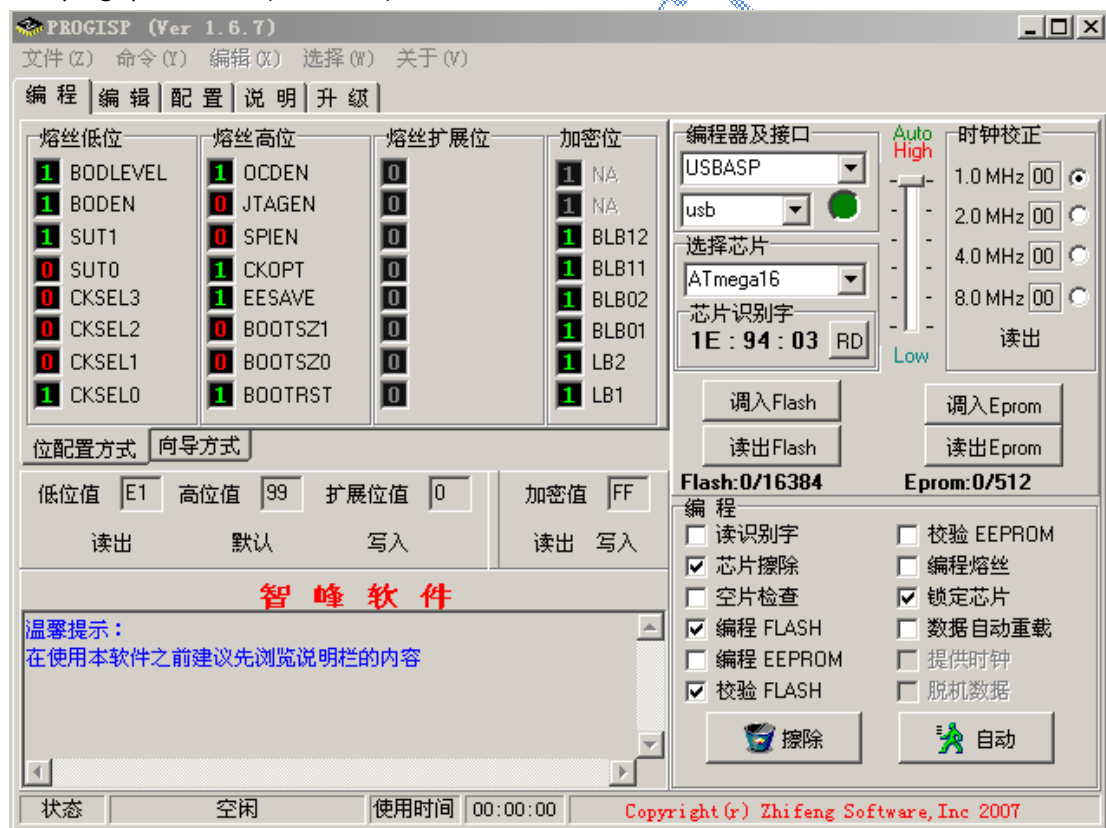 PROGISP (Ver 1.6.7)
文件(Z) 命令(Y) 编辑(X) 选择(W) 关于(V)
编 程 编 辑 配 置 说 明 升 级
熔丝低位 熔丝高位 熔丝扩展位 加密位
1 BODLEVEL 1 OCDEN 0 1 NA
1 BODEN 0 JTAGEN 0 1 NA
1 SUT1 0 SPIEN 0 1 BLB12
0 SUT0 1 CKOPT 0 1 BLB11
0 CKSEL3 1 EESAVE 0 1 BLB02
0 CKSEL2 0 BOOTSZ1 0 1 BLB01
0 CKSEL1 0 BOOTSZ0 0 1 LB2
1 CKSEL0 1 BOOTRST 0 1 LB1
位配置方式 向导方式
低位值 E1 高位值 99 扩展位值 0 加密值 FF
读出 默认 写入 读出 写入
智 峰 软 件
温馨提示：
在使用本软件之前建议先浏览说明栏的内容
编程器及接口
USBASP
usb
选择芯片
ATmega16
芯片识别字
1E : 94 : 03 RD
Auto
High
Low
时钟校正
1.0 MHz 00
2.0 MHz 00
4.0 MHz 00
8.0 MHz 00
读出
调入Flash 调入Eprom
读出Flash 读出Eprom
Flash:0/16384 Eprom:0/512
编 程
读识别字 校验 EEPROM
芯片擦除 编程熔丝
空片检查 锁定芯片
编程 FLASH 数据自动重载
编程 EEPROM 提供时钟
校验 FLASH 脱机数据
擦除 自动
状态 空闲 使用时间 00:00:00 Copyright(r) Zhifeng Software,Inc 2007